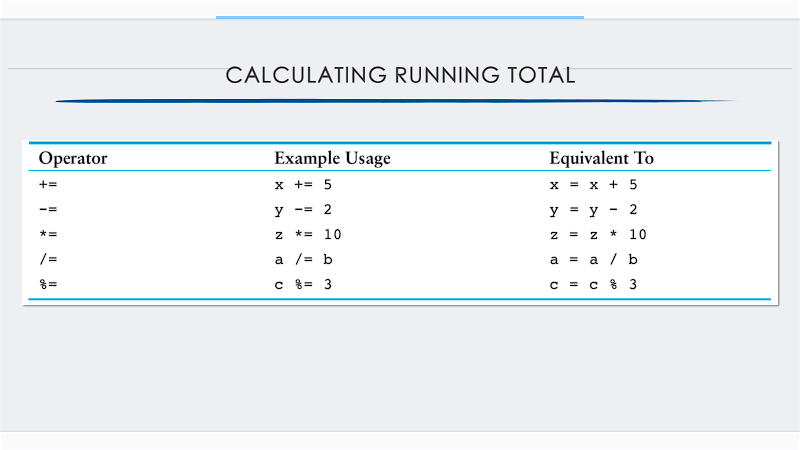 CALCULATING RUNNING TOTAL
Operator Example Usage Equivalent To
+= x += 5 x = x + 5
-= y -= 2 y = y - 2
*= z *= 10 z = z * 10
/= a /= b a = a / b
%= c %= 3 c = c % 3